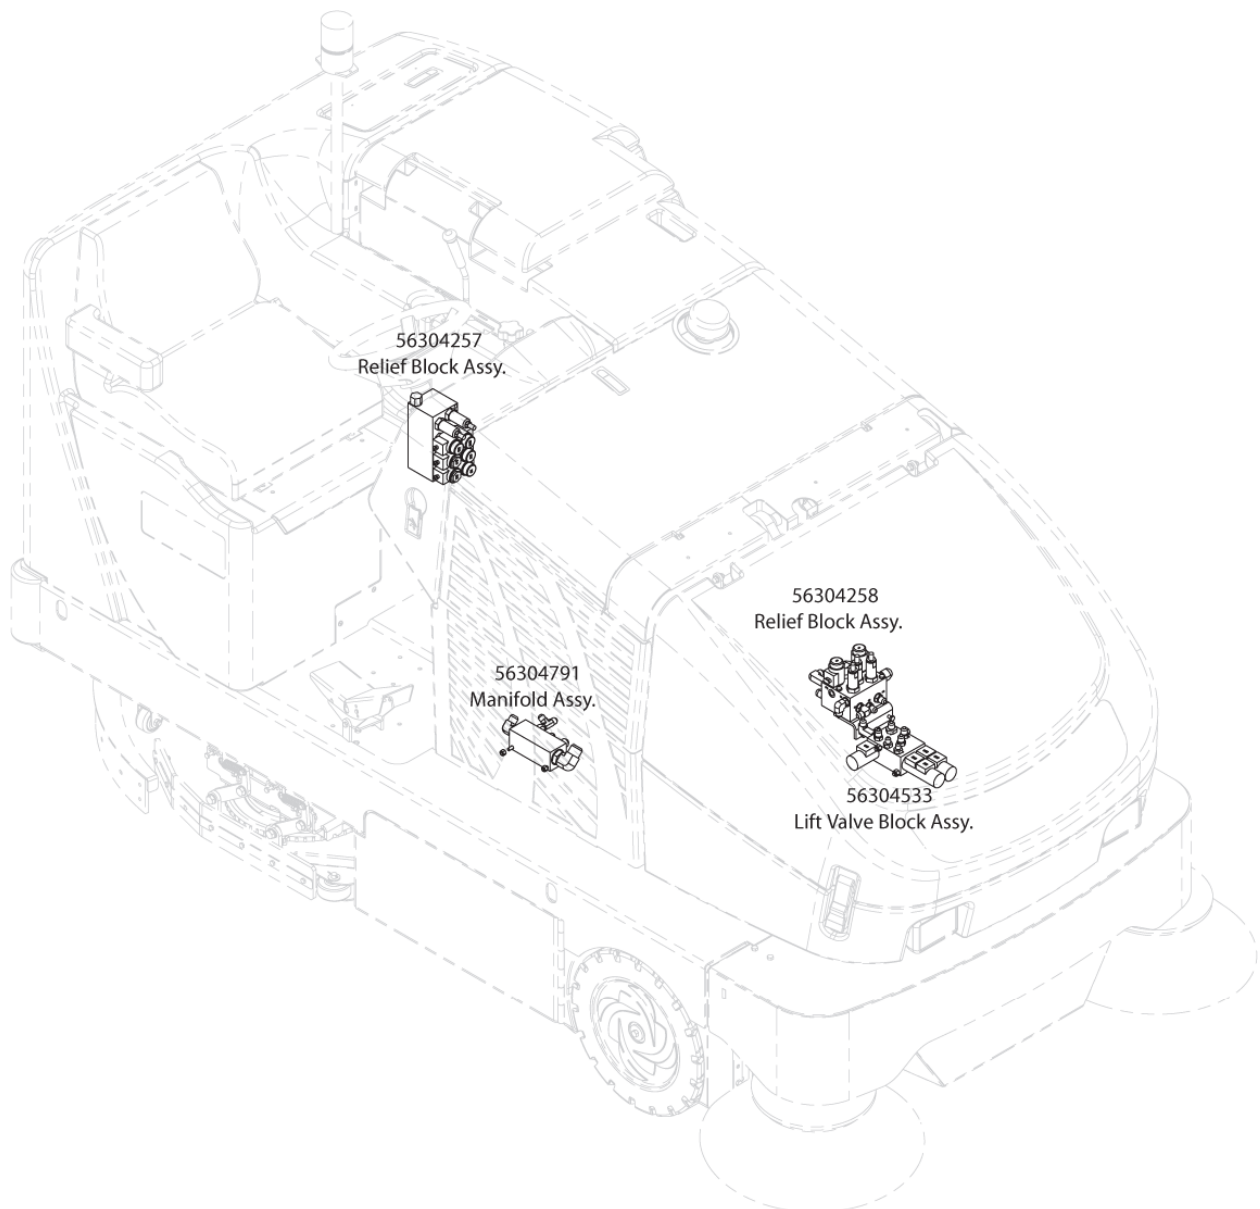 56304257
Relief Block Assy.
56304258
Relief Block Assy.
56304791
Manifold Assy.
56304533
Lift Valve Block Assy.